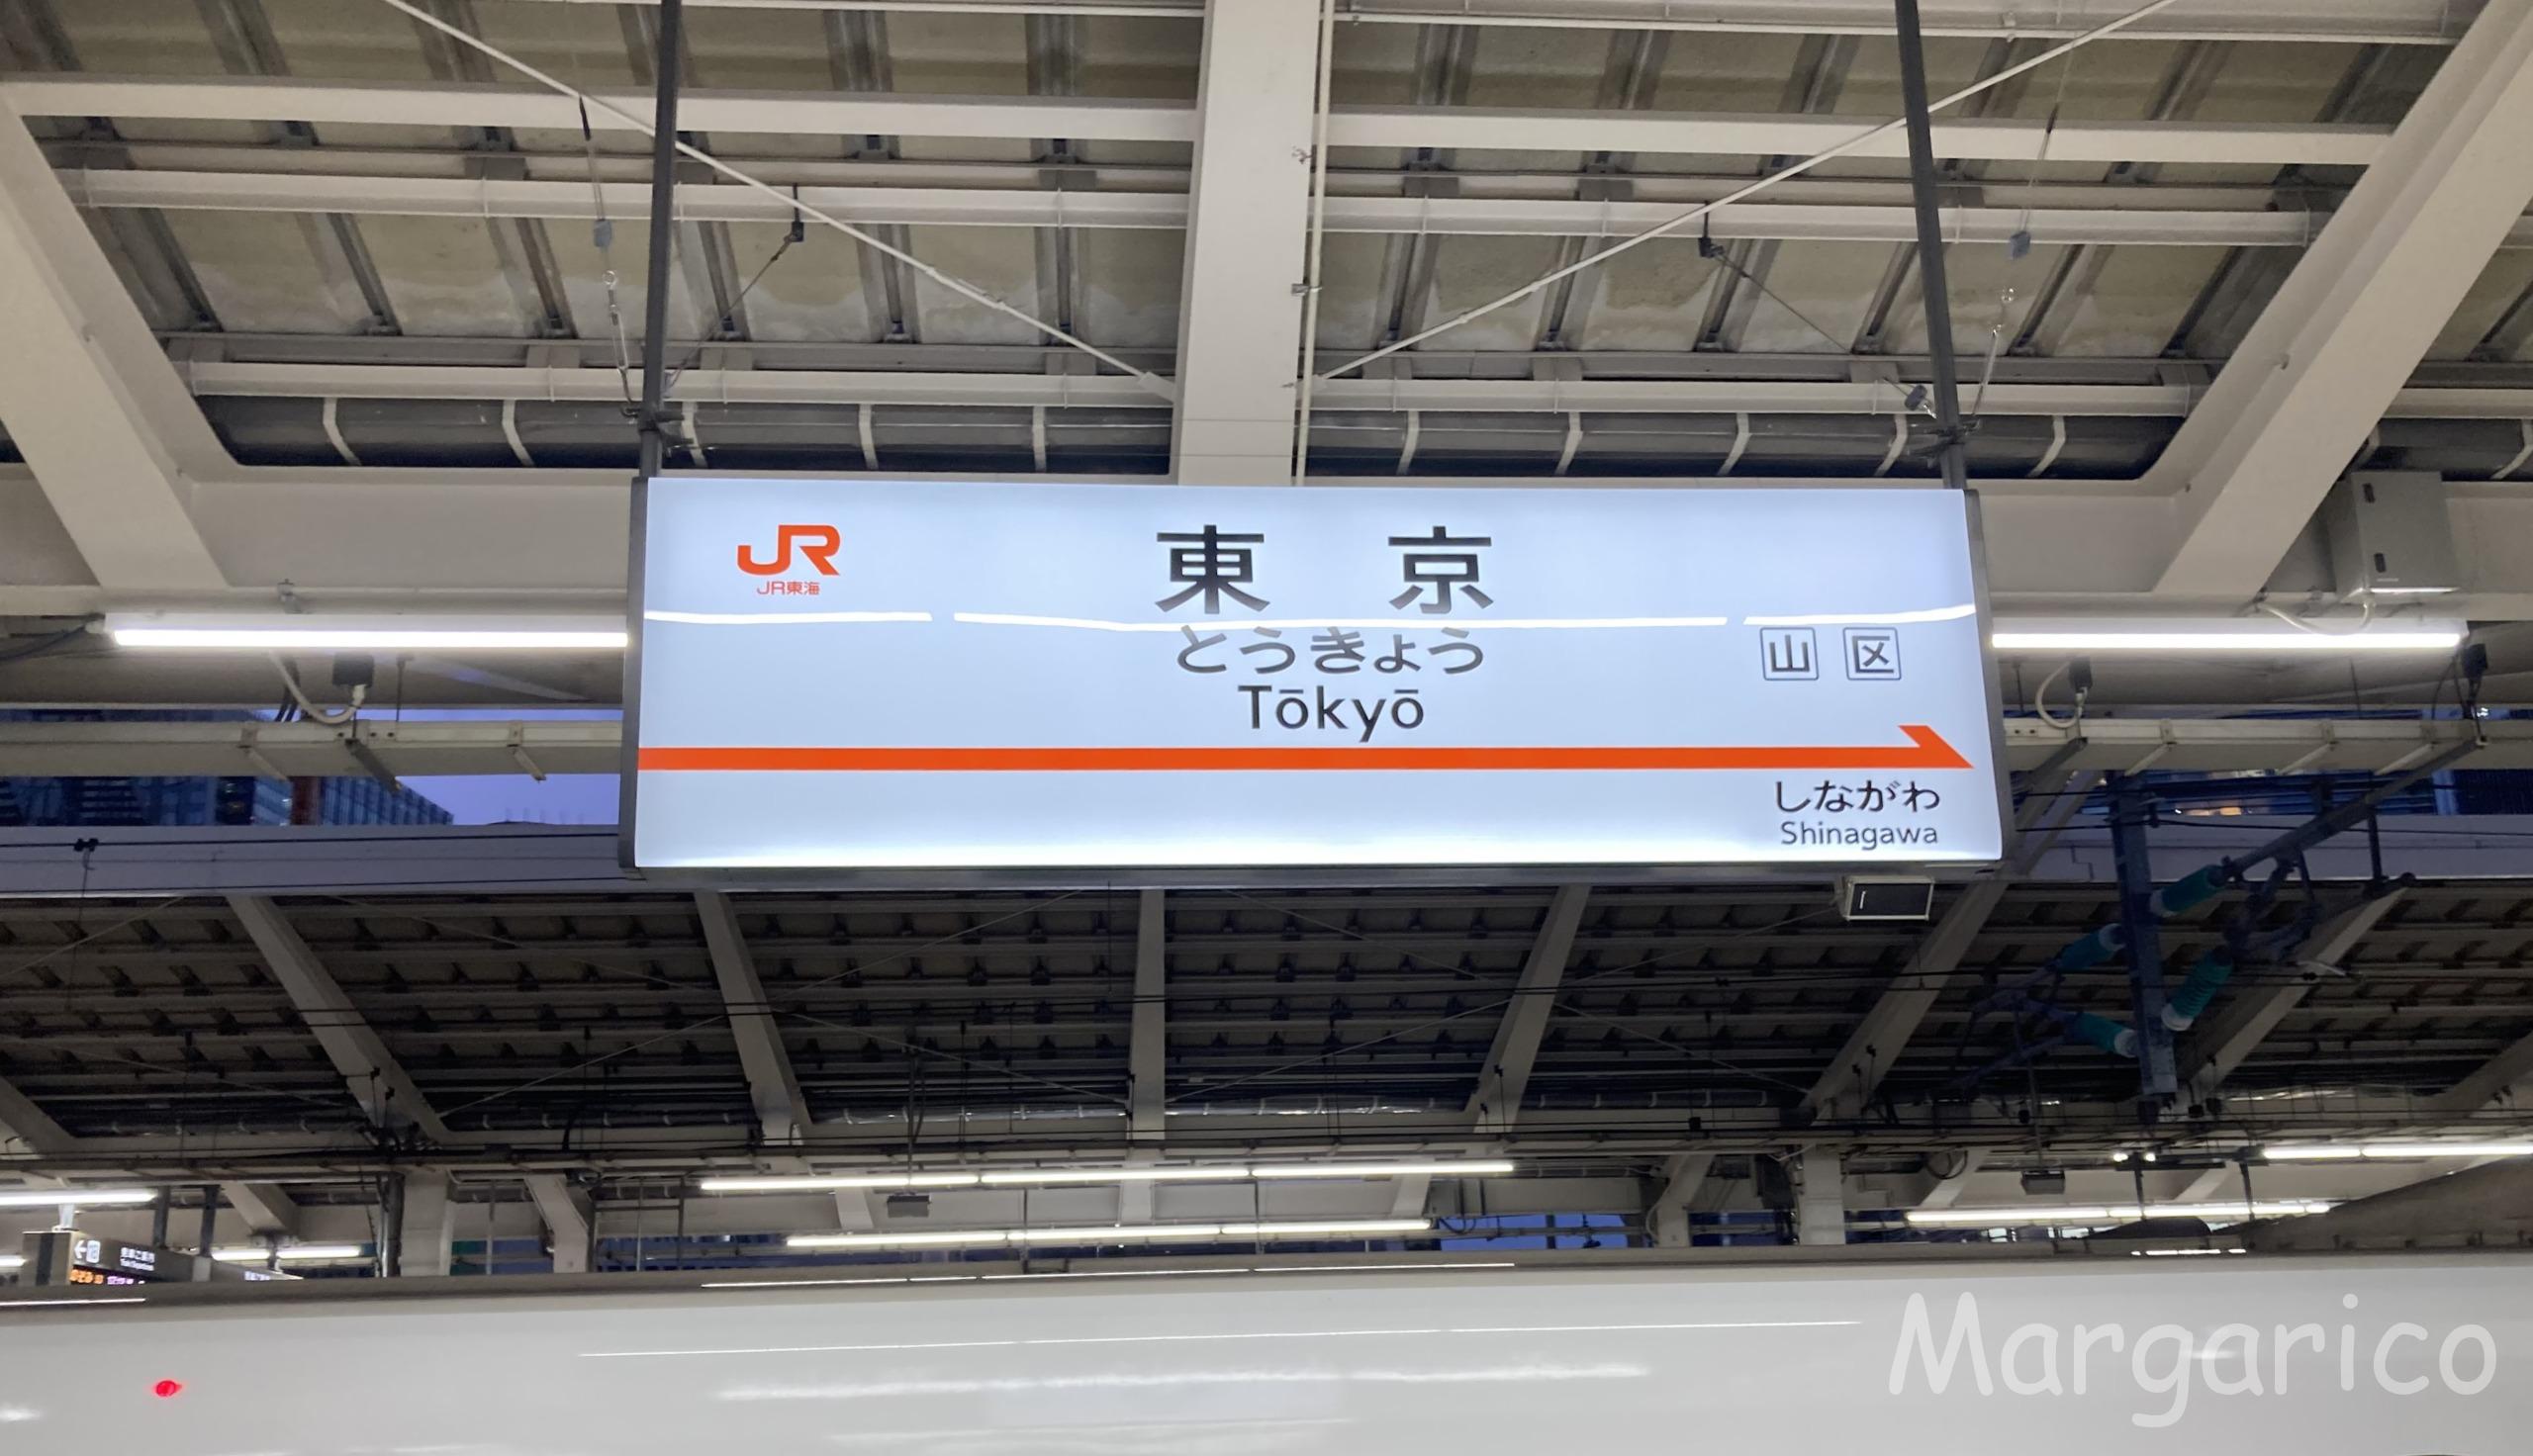 JR
JR東海
東京
とうきょう
山 区
Tōkyō
しながわ
Shinagawa
Margarico